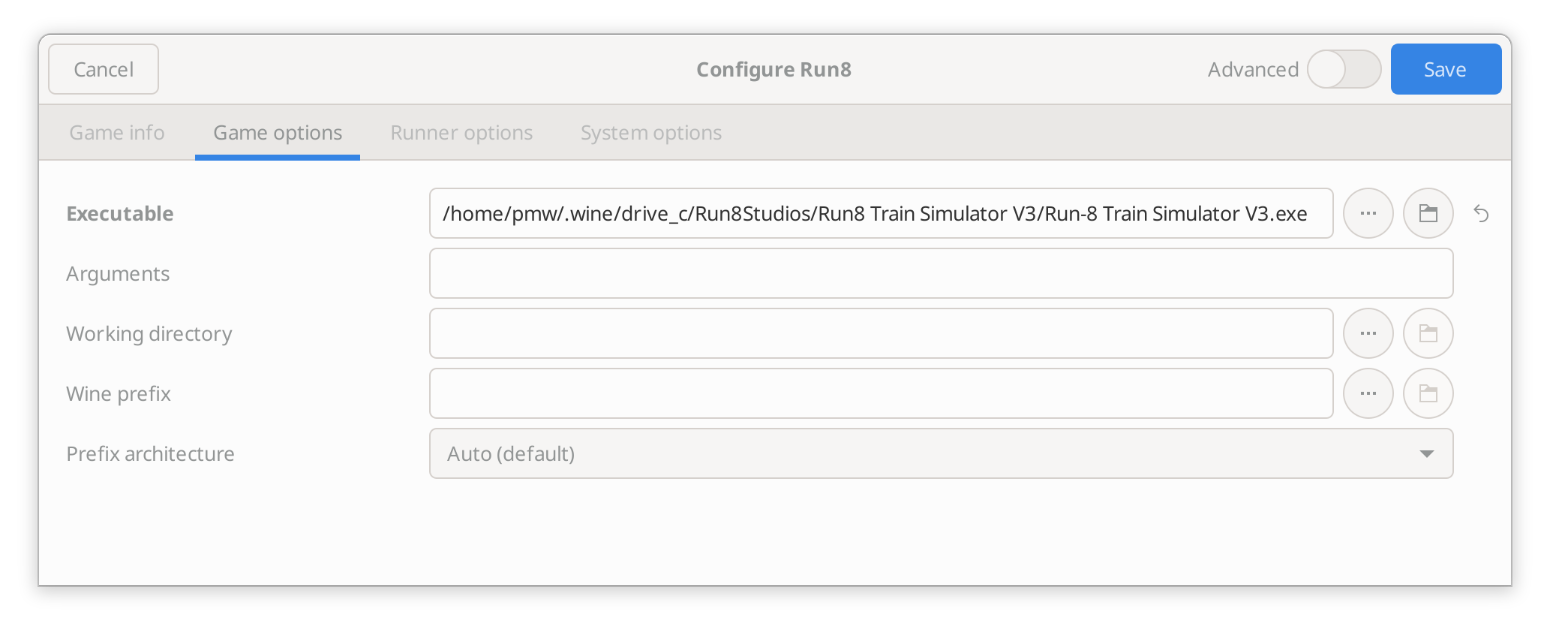 Cancel
Configure Run8
Advanced
Save
Game info
Game options
Runner options
System options
Executable
/home/pmw/.wine/drive_c/Run8Studios/Run8 Train Simulator V3/Run-8 Train Simulator V3.exe
Arguments
Working directory
Wine prefix
Prefix architecture
Auto (default)